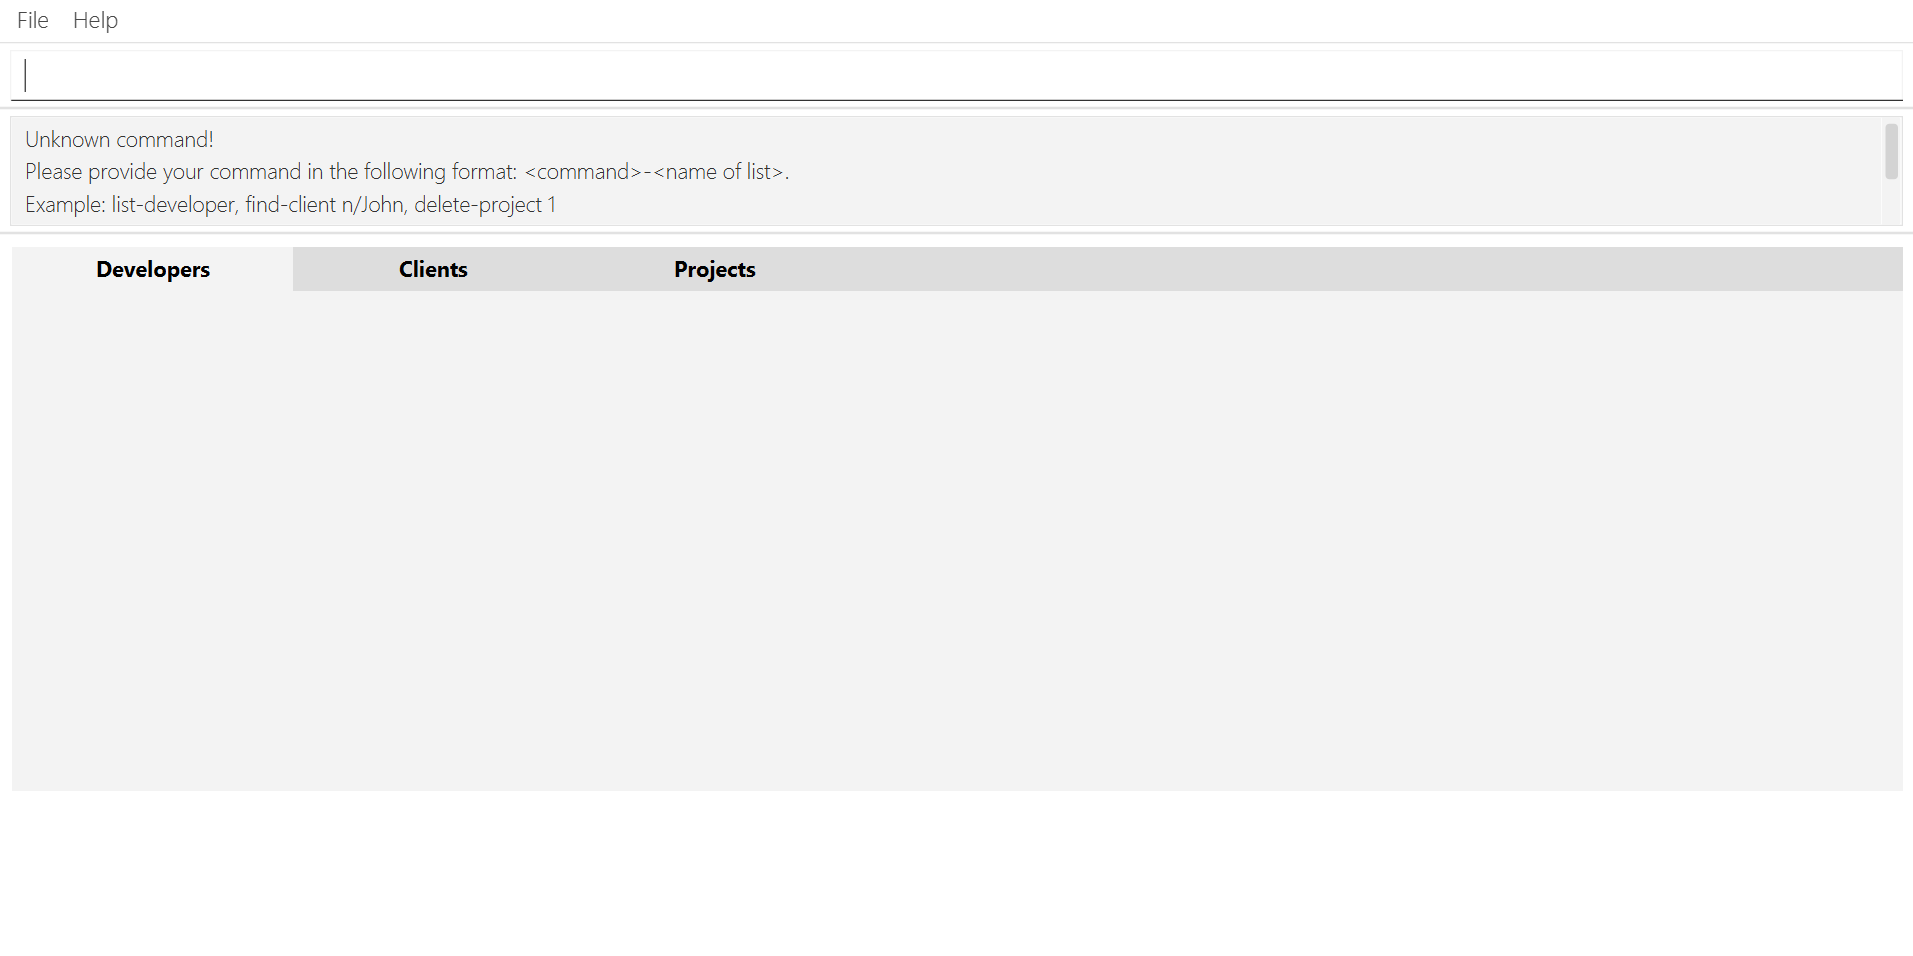 File Help
Unknown command!
Please provide your command in the following format: <command>-<name of list>.
Example: list-developer, find-client n/John, delete-project 1
Developers Clients Projects